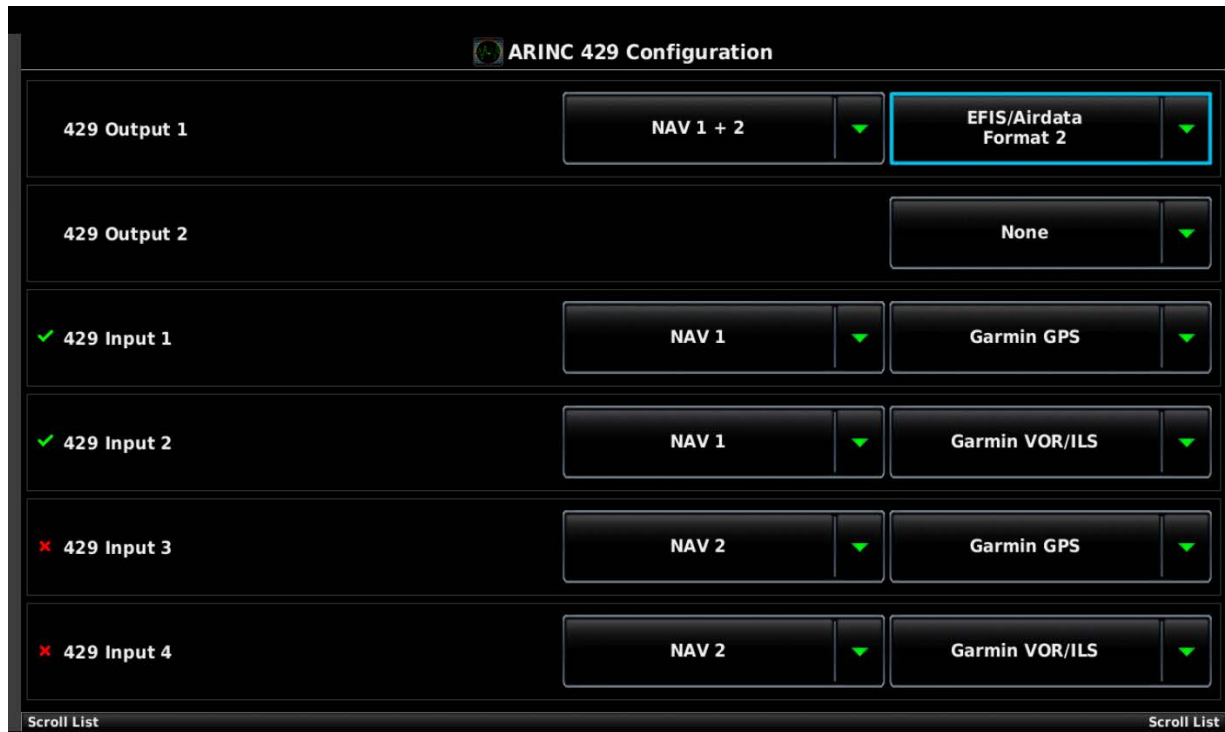 ARINC 429 Configuration
429 Output 1
NAV 1 + 2
EFIS/Airdata
Format 2
429 Output 2
None
429 Input 1
NAV 1
Garmin GPS
429 Input 2
NAV 1
Garmin VOR/ILS
429 Input 3
NAV 2
Garmin GPS
429 Input 4
NAV 2
Garmin VOR/ILS
Scroll List
Scroll List